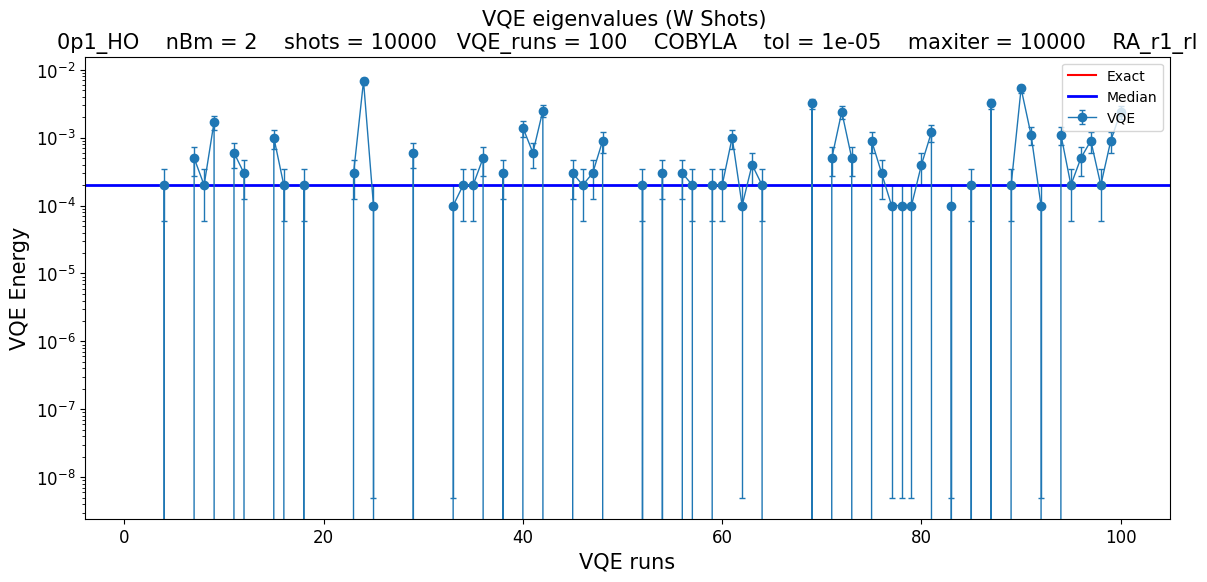 VQE eigenvalues (W Shots)
0p1_HO nBm = 2 shots = 10000 VQE_runs = 100 COBYLA tol = 1e-05 maxiter = 10000 RA_r1_rl
Exact
Median
VQE
VQE Energy
10⁻²
10⁻³
10⁻⁴
10⁻⁵
10⁻⁶
10⁻⁷
10⁻⁸
0 20 40 60 80 100
VQE runs